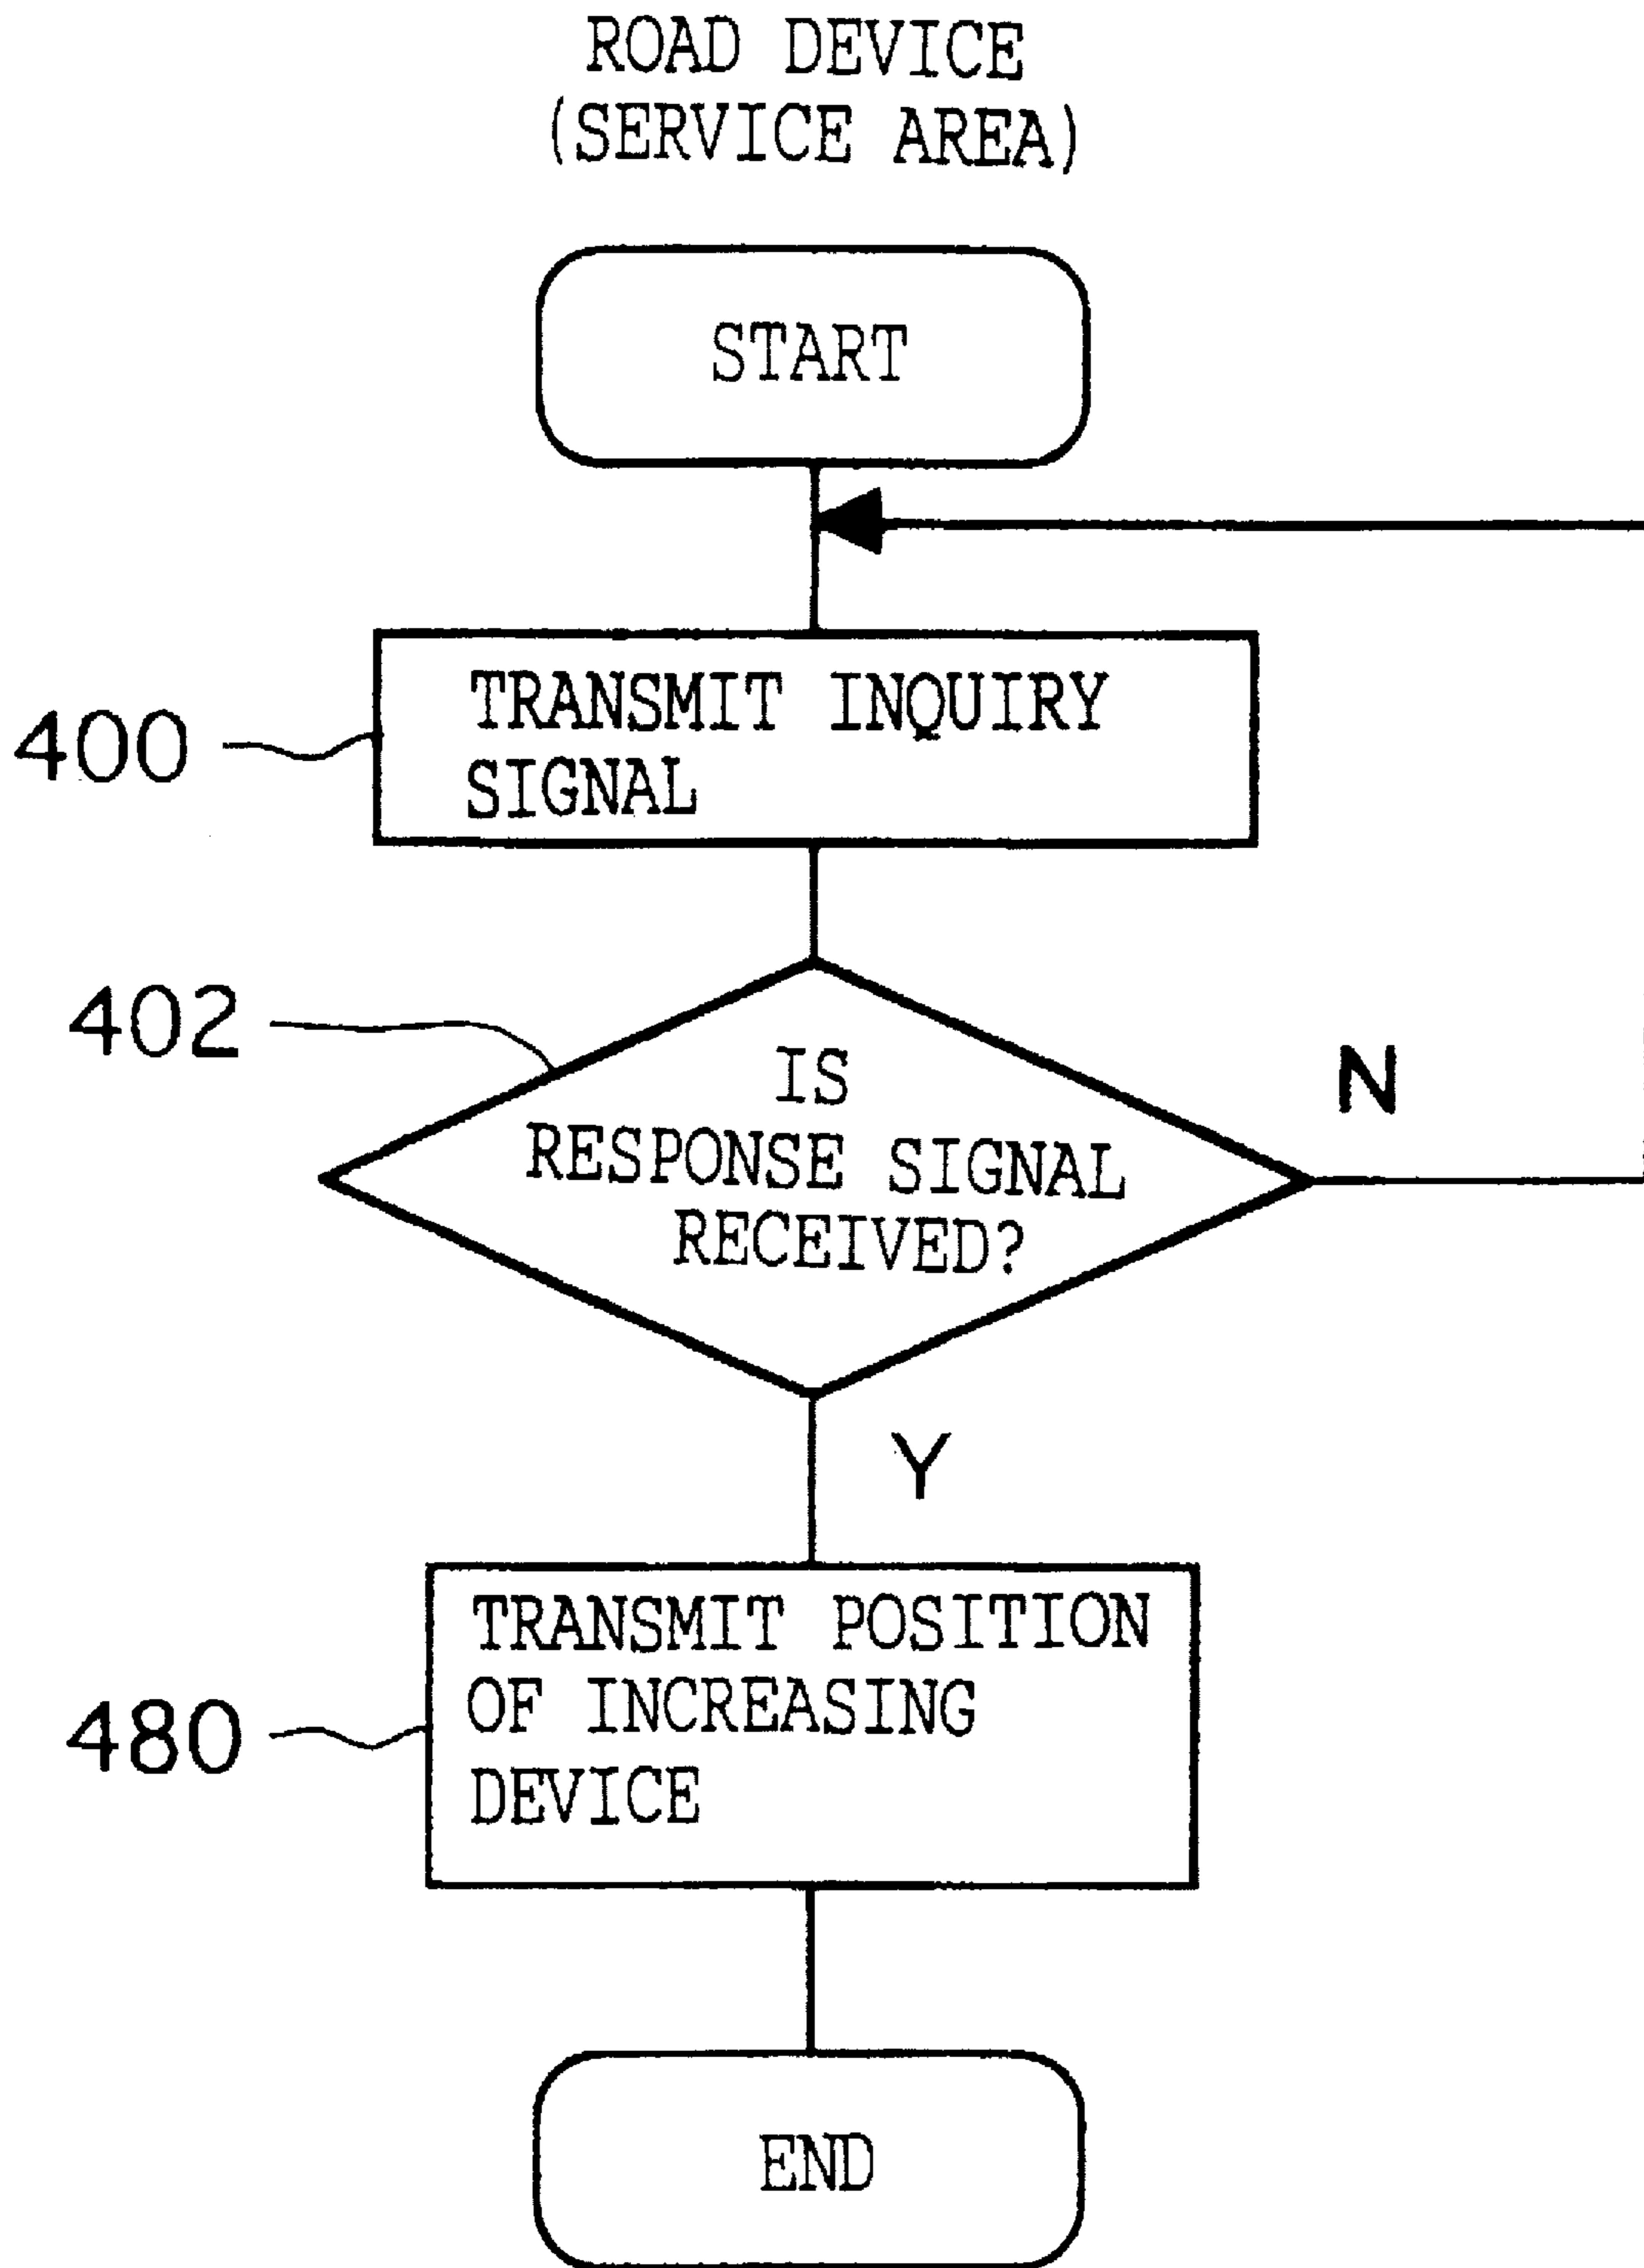 ROAD DEVICE
(SERVICE AREA)
START
400
TRANSMIT INQUIRY
SIGNAL
402
IS
RESPONSE SIGNAL
RECEIVED?
N
Y
480
TRANSMIT POSITION
OF INCREASING
DEVICE
END